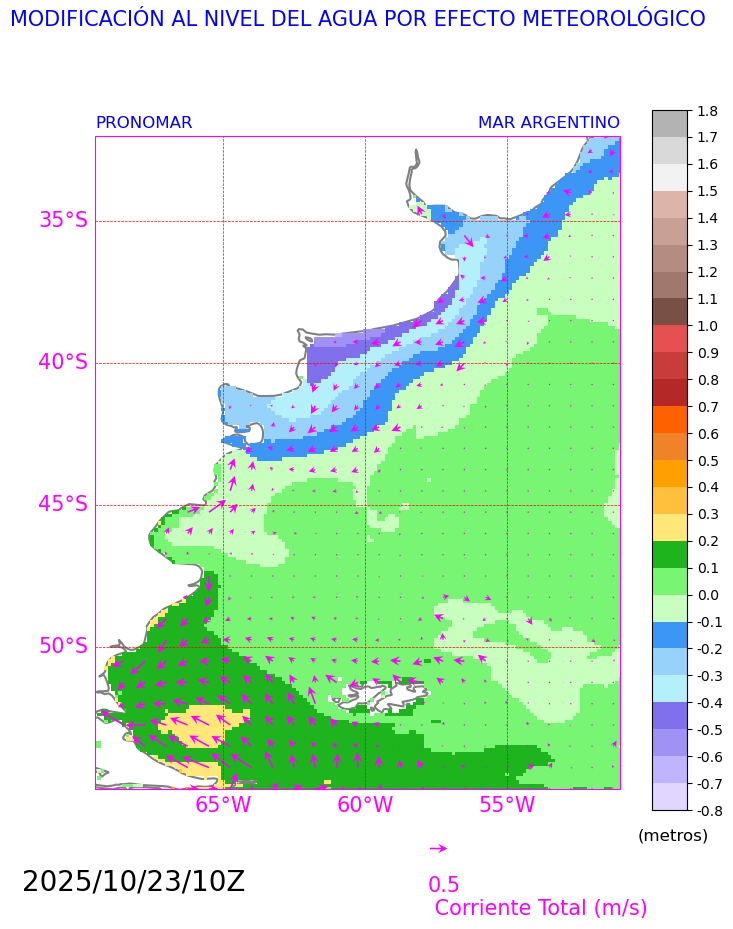 MODIFICACIÓN AL NIVEL DEL AGUA POR EFECTO METEOROLÓGICO
PRONOMAR
MAR ARGENTINO
35°S
40°S
45°S
50°S
65°W
60°W
55°W
1.8
1.7
1.6
1.5
1.4
1.3
1.2
1.1
1.0
0.9
0.8
0.7
0.6
0.5
0.4
0.3
0.2
0.1
0.0
-0.1
-0.2
-0.3
-0.4
-0.5
-0.6
-0.7
-0.8
(metros)
2025/10/23/10Z
0.5
Corriente Total (m/s)